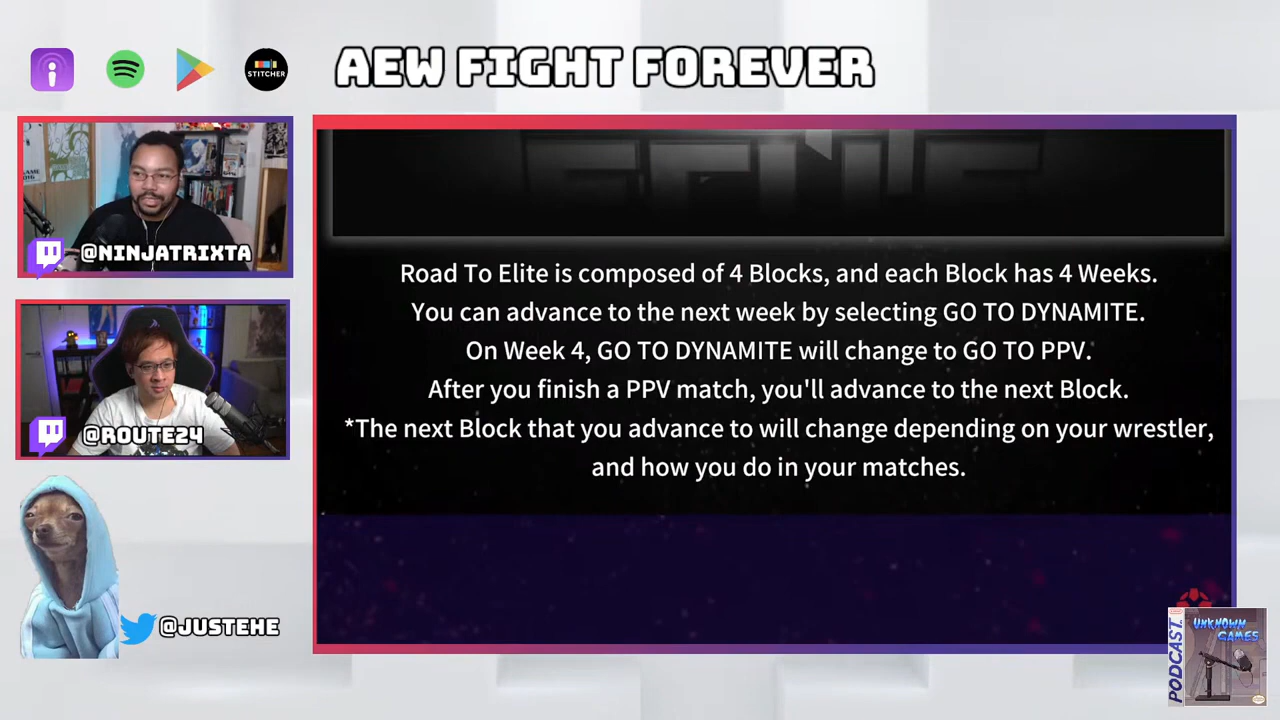 STITCHER
AEW FIGHT FOREVER
@NINJATRIXTA
@ROUTE24
@JUSTEHE
ELITE
Road To Elite is composed of 4 Blocks, and each Block has 4 Weeks.
You can advance to the next week by selecting GO TO DYNAMITE.
On Week 4, GO TO DYNAMITE will change to GO TO PPV.
After you finish a PPV match, you'll advance to the next Block.
*The next Block that you advance to will change depending on your wrestler,
and how you do in your matches.
PODCAST
UNKNOWN
GAMES